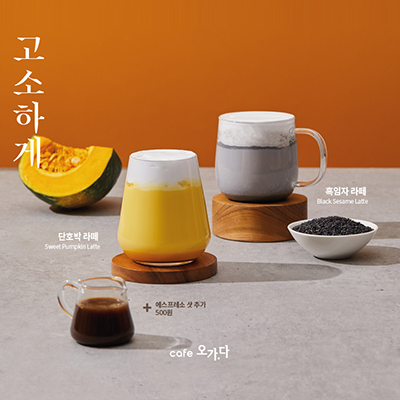 고소하게
흑임자 라떼
Black Sesame Latte
단호박 라떼
Sweet Pumpkin Latte
+ 에스프레소 샷 추가
500원
cafe 오가다